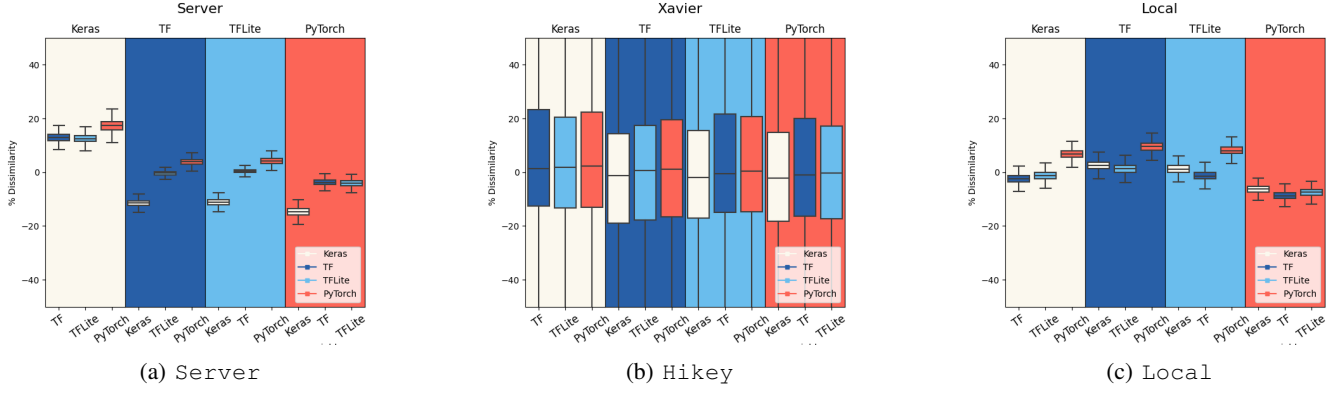 Server
Keras TF TFLite PyTorch
% Dissimilarity
40
20
0
−20
−40
Keras
TF
TFLite
PyTorch
TF TFLite PyTorch Keras TFLite PyTorch Keras TF PyTorch Keras TF TFLite
(a) Server
Xavier
Keras TF TFLite PyTorch
% Dissimilarity
40
20
0
−20
−40
Keras
TF
TFLite
PyTorch
TF TFLite PyTorch Keras TFLite PyTorch Keras TF PyTorch Keras TF TFLite
(b) Hikey
Local
Keras TF TFLite PyTorch
% Dissimilarity
40
20
0
−20
−40
Keras
TF
TFLite
PyTorch
TF TFLite PyTorch Keras TFLite PyTorch Keras TF PyTorch Keras TF TFLite
(c) Local